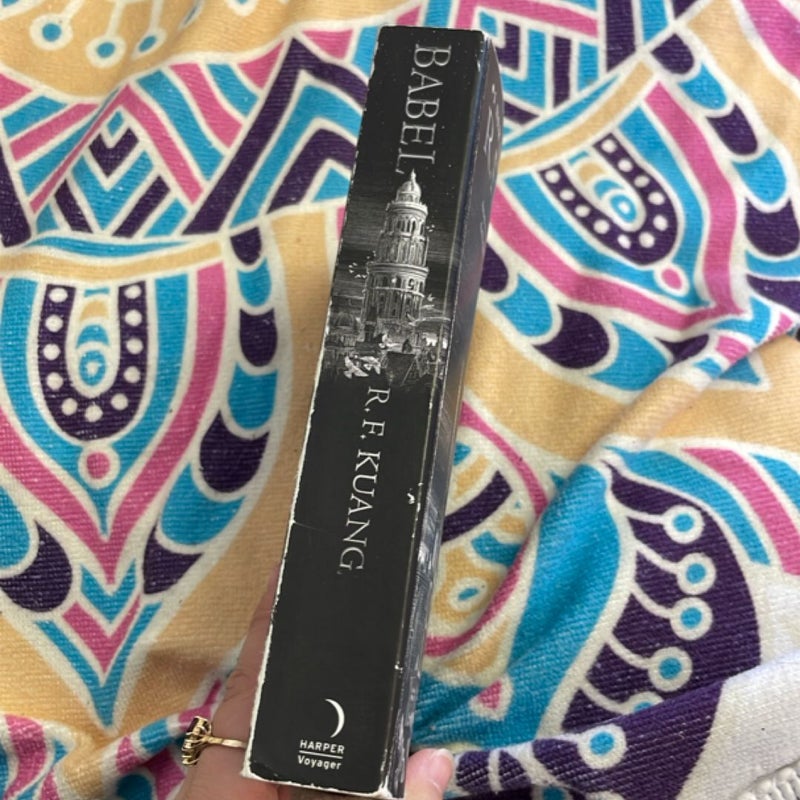 BABEL
R. F. KUANG
HARPER
Voyager